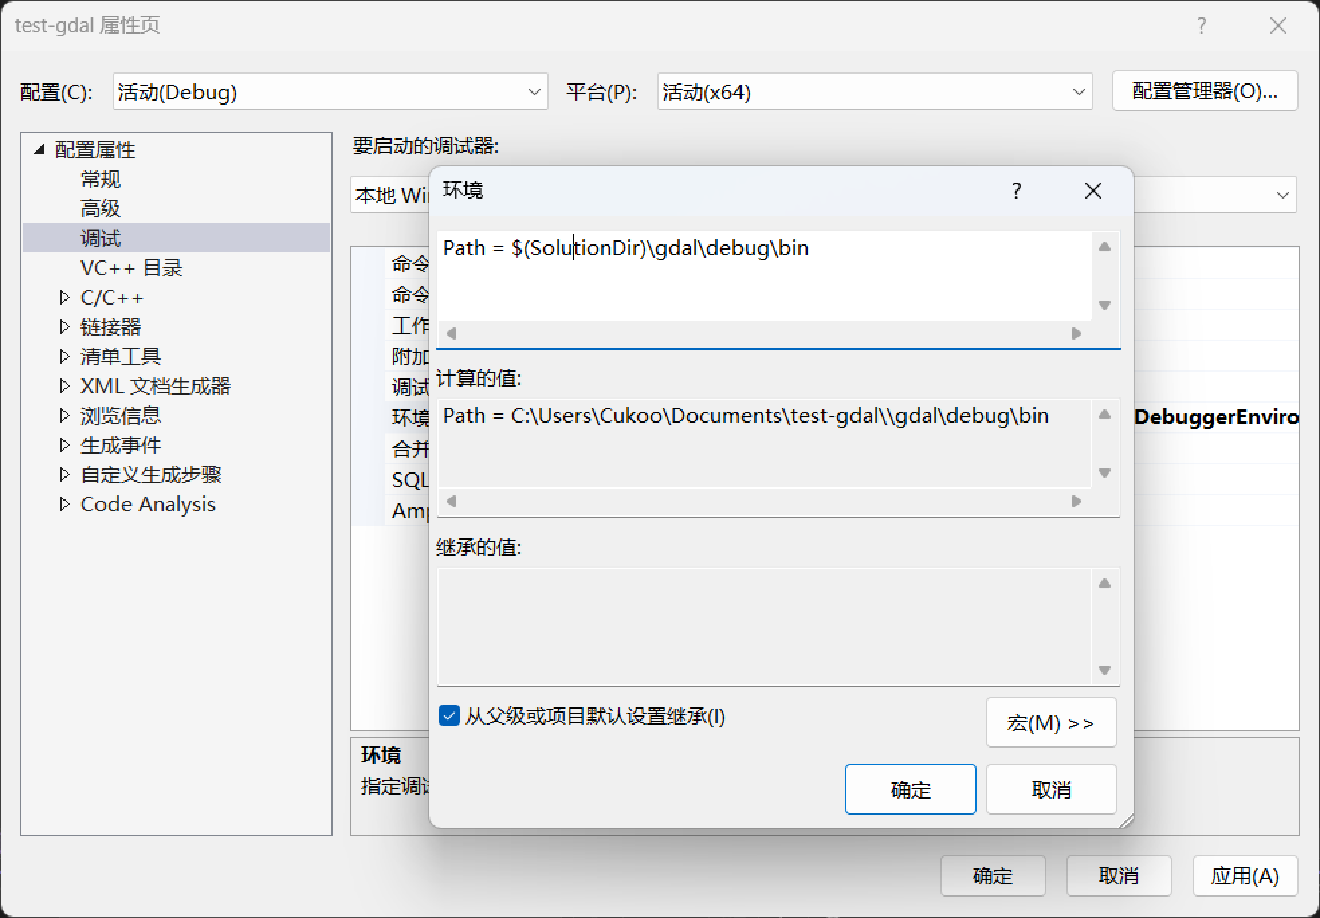 test-gdal 属性页
配置(C):
活动(Debug)
平台(P):
活动(x64)
配置管理器(O)...
配置属性
常规
高级
调试
VC++ 目录
C/C++
链接器
清单工具
XML 文档生成器
浏览信息
生成事件
自定义生成步骤
Code Analysis
要启动的调试器:
本地 Wi
命令
命令
工作
附加
调试
环境
合并
SQL
Amp
DebuggerEnviro
环境
指定调试
环境
Path = $(SolutionDir)\gdal\debug\bin
计算的值:
Path = C:\Users\Cukoo\Documents\test-gdal\\gdal\debug\bin
继承的值:
从父级或项目默认设置继承(I)
宏(M) >>
确定
取消
确定
取消
应用(A)